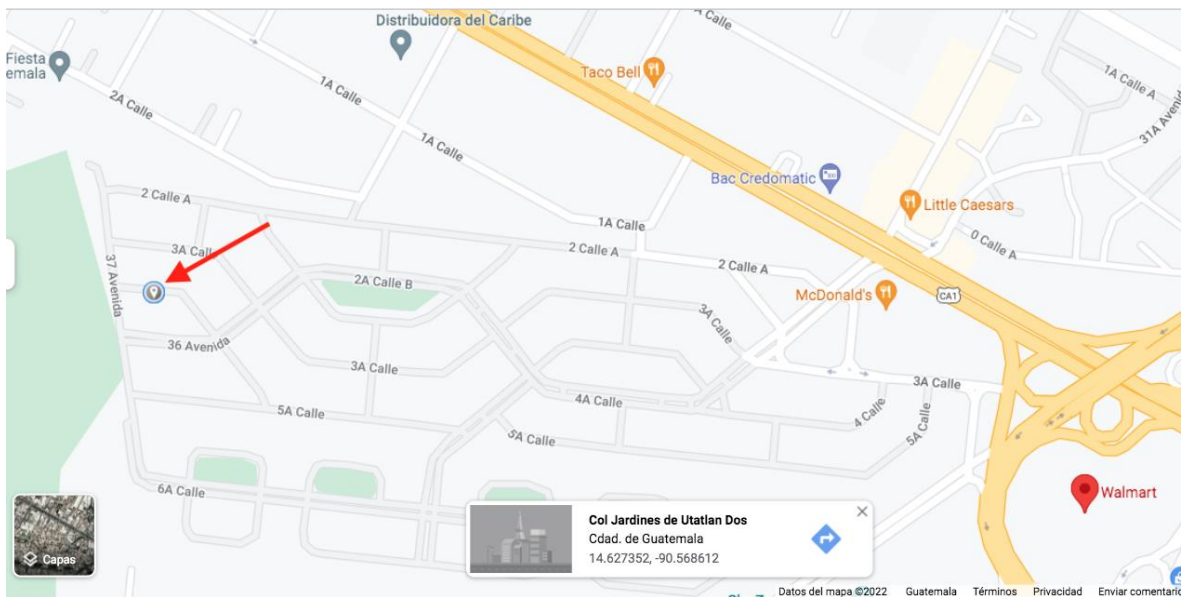 Distribuidora del Caribe
Fiesta
emala
Taco Bell
1A Calle
1A Calle A
31A Avenid
2A Calle
1A Calle
Bac Credomatic
2 Calle A
Little Caesars
1A Calle
0 Calle A
3A Call
2 Calle A
2 Calle A
37 Avenida
2A Calle B
McDonald's
CA1
3A Calle
36 Avenida
3A Calle
3A Calle
4A Calle
4 Calle
5A Calle
5A Calle
5A Calle
6A Calle
Walmart
Col Jardines de Utatlan Dos
Cdad. de Guatemala
14.627352, -90.568612
Capas
Datos del mapa ©2022 Guatemala Términos Privacidad Enviar comentario